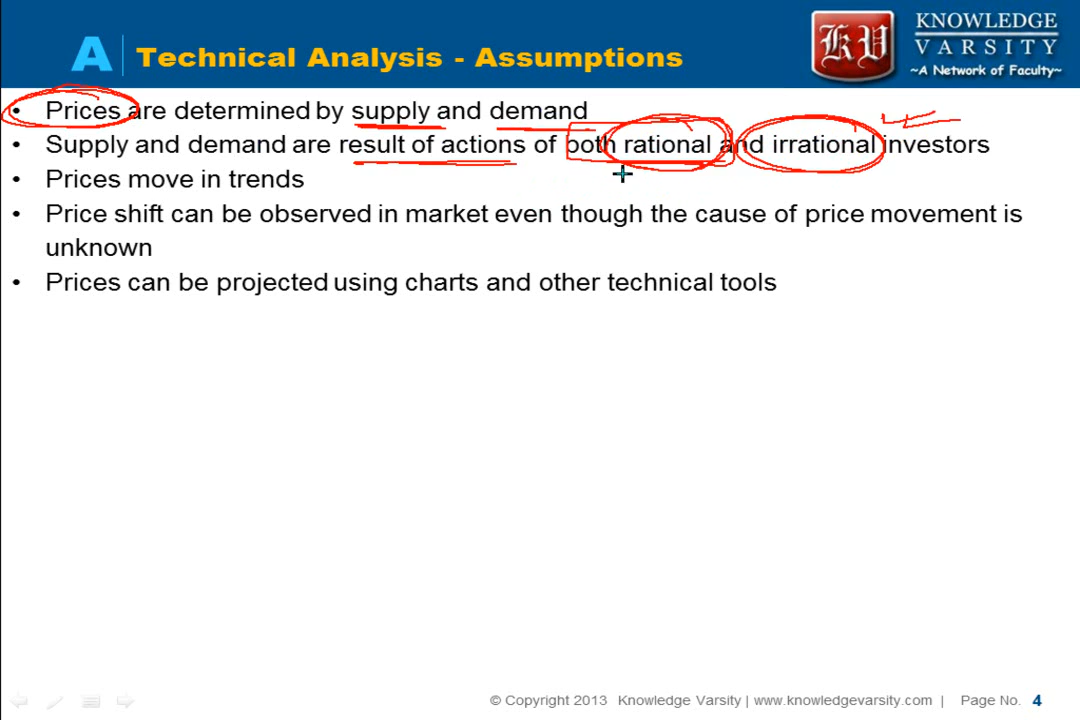 A
Technical Analysis - Assumptions
KV
KNOWLEDGE
VARSITY
~A Network of Faculty~
• Prices are determined by supply and demand
• Supply and demand are result of actions of both rational and irrational investors
• Prices move in trends
• Price shift can be observed in market even though the cause of price movement is
unknown
• Prices can be projected using charts and other technical tools
© Copyright 2013 Knowledge Varsity | www.knowledgevarsity.com | Page No. 4